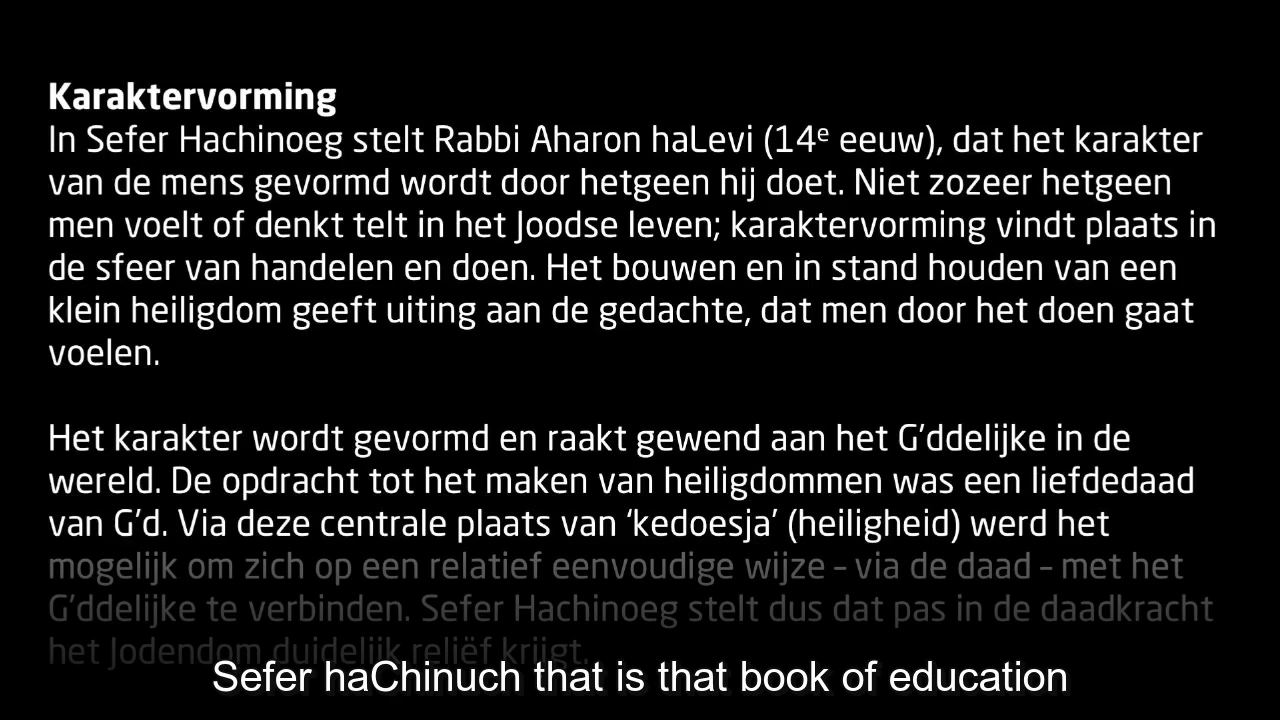 Karaktervorming
In Sefer Hachinoeg stelt Rabbi Aharon haLevi (14e eeuw), dat het karakter
van de mens gevormd wordt door hetgeen hij doet. Niet zozeer hetgeen
men voelt of denkt telt in het Joodse leven; karaktervorming vindt plaats in
de sfeer van handelen en doen. Het bouwen en in stand houden van een
klein heiligdom geeft uiting aan de gedachte, dat men door het doen gaat
voelen.
Het karakter wordt gevormd en raakt gewend aan het G’ddelijke in de
wereld. De opdracht tot het maken van heiligdommen was een liefdedaad
van G’d. Via deze centrale plaats van ‘kedoesja’ (heiligheid) werd het
mogelijk om zich op een relatief eenvoudige wijze – via de daad – met het
G’ddelijke te verbinden. Sefer Hachinoeg stelt dus dat pas in de daadkracht
het Jodendom duidelijk reliëf krijgt.
Sefer haChinuch that is that book of education